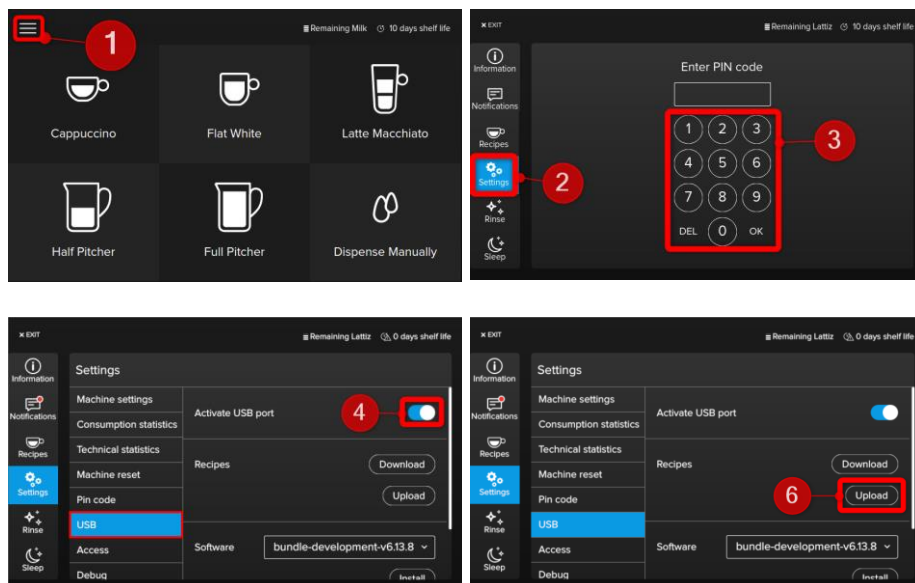 Remaining Milk 10 days shelf life
1
Cappuccino Flat White Latte Macchiato
Half Pitcher Full Pitcher Dispense Manually
× EXIT Remaining Lattiz 10 days shelf life
Information
Notifications
Recipes
Settings
Rinse
Sleep
2
Enter PIN code
1 2 3
4 5 6
7 8 9
DEL 0 OK
3
× EXIT Remaining Lattiz 0 days shelf life
Information
Notifications
Recipes
Settings
Rinse
Sleep
Settings
Machine settings
Consumption statistics
Technical statistics
Machine reset
Pin code
USB
Access
Debug
Activate USB port
4
Recipes Download
Upload
Software bundle-development-v6.13.8
Install
× EXIT Remaining Lattiz 0 days shelf life
Information
Notifications
Recipes
Settings
Rinse
Sleep
Settings
Machine settings
Consumption statistics
Technical statistics
Machine reset
Pin code
USB
Access
Debug
Activate USB port
Recipes Download
6 Upload
Software bundle-development-v6.13.8
Install